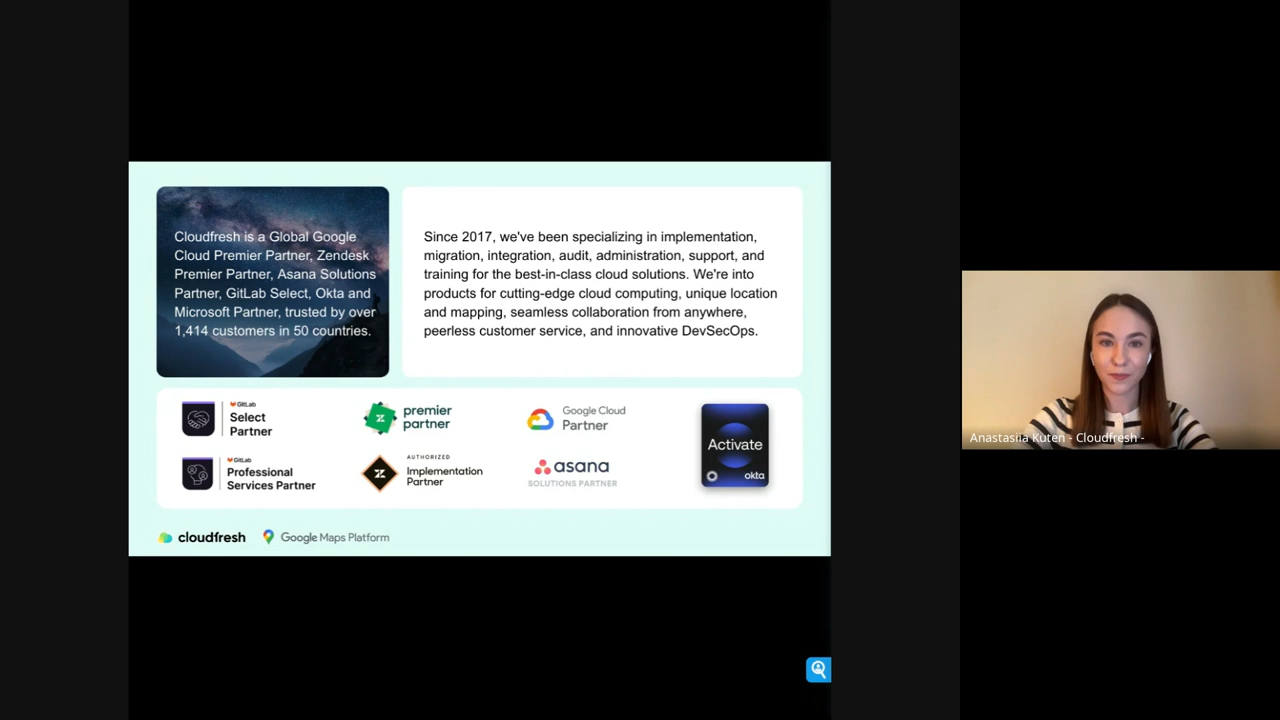 Cloudfresh is a Global Google
Cloud Premier Partner, Zendesk
Premier Partner, Asana Solutions
Partner, GitLab Select, Okta and
Microsoft Partner, trusted by over
1,414 customers in 50 countries.
Since 2017, we've been specializing in implementation,
migration, integration, audit, administration, support, and
training for the best-in-class cloud solutions. We're into
products for cutting-edge cloud computing, unique location
and mapping, seamless collaboration from anywhere,
peerless customer service, and innovative DevSecOps.
GitLab
Select
Partner
premier
partner
Google Cloud
Partner
Activate
okta
GitLab
Professional
Services Partner
AUTHORIZED
Implementation
Partner
asana
SOLUTIONS PARTNER
cloudfresh
Google Maps Platform
Anastasiia Kuten - Cloudfresh -